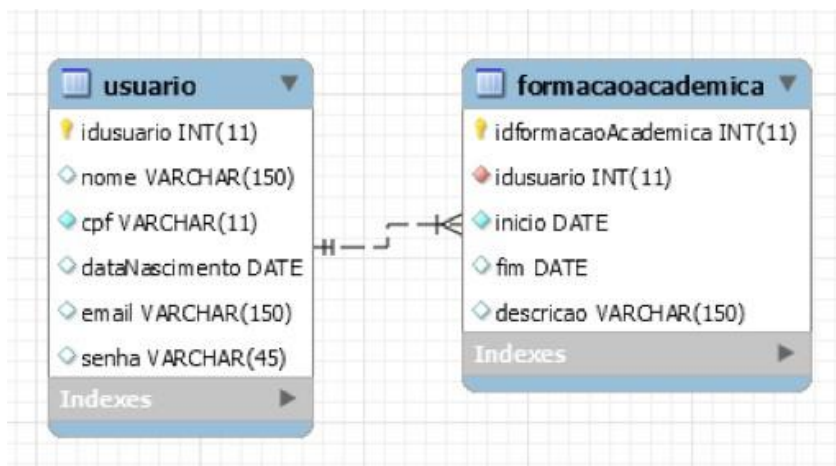 usuario
idusuario INT(11)
nome VARCHAR(150)
cpf VARCHAR(11)
dataNascimento DATE
email VARCHAR(150)
senha VARCHAR(45)
Indexes
formacaoacademica
idformacaoAcademica INT(11)
idusuario INT(11)
inicio DATE
fim DATE
descricao VARCHAR(150)
Indexes